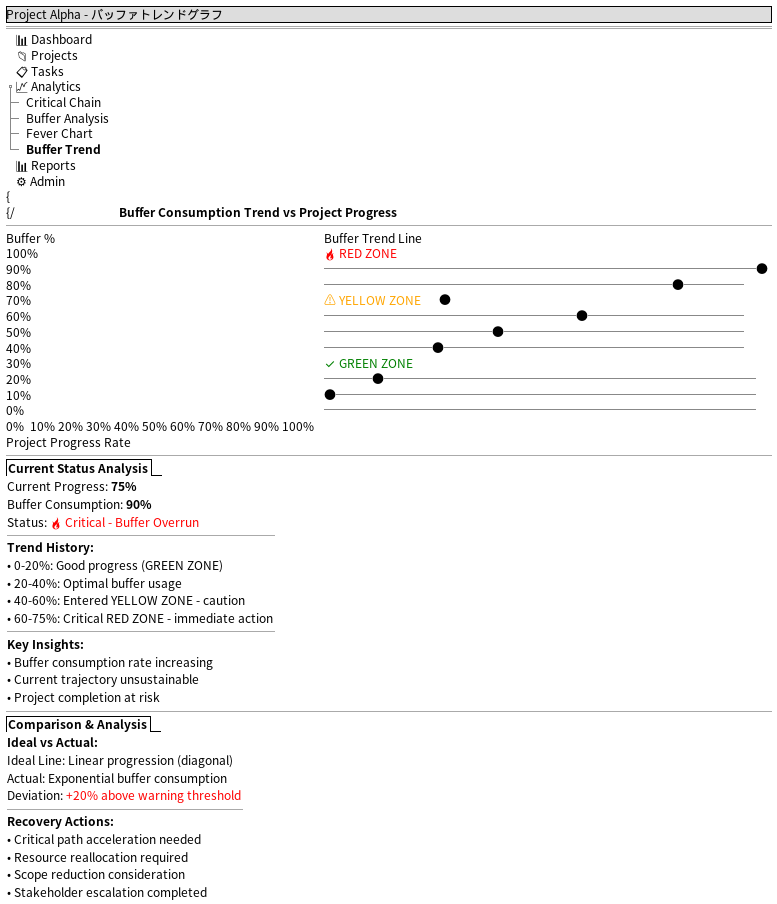 Project Alpha - バッファトレンドグラフ
📊 Dashboard
📁 Projects
📋 Tasks
📈 Analytics
Critical Chain
Buffer Analysis
Fever Chart
Buffer Trend
📊 Reports
⚙ Admin
{
{/ Buffer Consumption Trend vs Project Progress
Buffer % Buffer Trend Line
100% 🔥 RED ZONE
90%
80%
70% ⚠ YELLOW ZONE
60%
50%
40%
30% ✓ GREEN ZONE
20%
10%
0%
0% 10% 20% 30% 40% 50% 60% 70% 80% 90% 100%
Project Progress Rate
Current Status Analysis
Current Progress: 75%
Buffer Consumption: 90%
Status: 🔥 Critical - Buffer Overrun
Trend History:
• 0-20%: Good progress (GREEN ZONE)
• 20-40%: Optimal buffer usage
• 40-60%: Entered YELLOW ZONE - caution
• 60-75%: Critical RED ZONE - immediate action
Key Insights:
• Buffer consumption rate increasing
• Current trajectory unsustainable
• Project completion at risk
Comparison & Analysis
Ideal vs Actual:
Ideal Line: Linear progression (diagonal)
Actual: Exponential buffer consumption
Deviation: +20% above warning threshold
Recovery Actions:
• Critical path acceleration needed
• Resource reallocation required
• Scope reduction consideration
• Stakeholder escalation completed